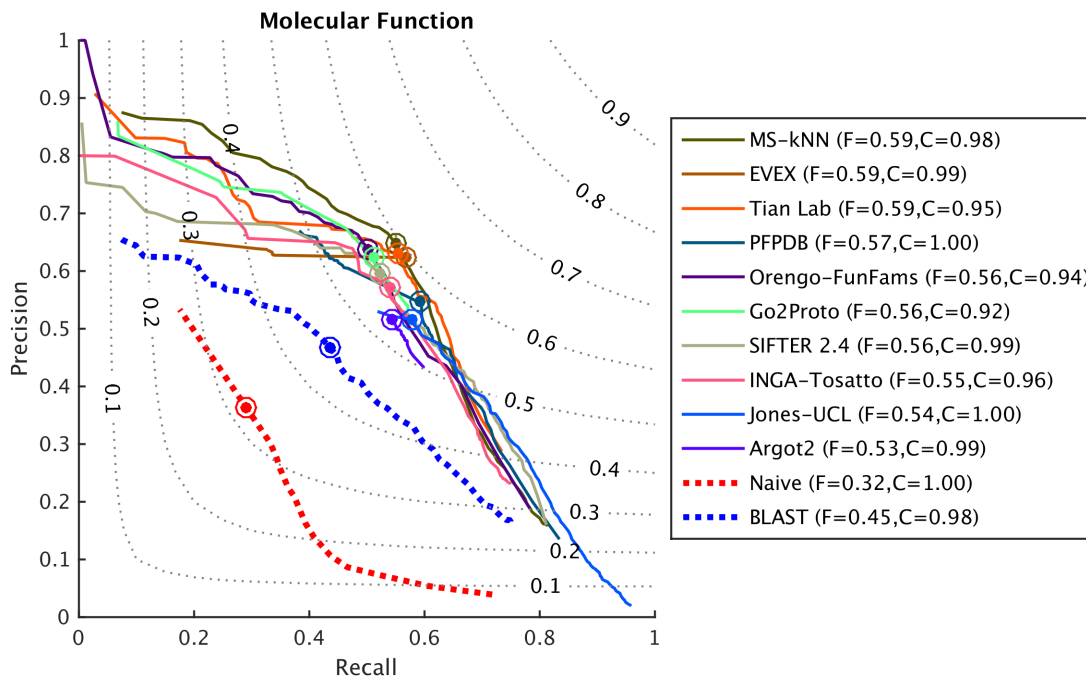 Molecular Function
1
0.9
0.8
0.7
0.6
0.5
0.4
0.3
0.2
0.1
0
Precision
0
0.2
0.4
0.6
0.8
1
Recall
0.9
0.8
0.7
0.6
0.5
0.4
0.3
0.2
0.1
0.4
0.3
0.2
0.1
MS-kNN (F=0.59,C=0.98)
EVEX (F=0.59,C=0.99)
Tian Lab (F=0.59,C=0.95)
PFPDB (F=0.57,C=1.00)
Orengo-FunFams (F=0.56,C=0.94)
Go2Proto (F=0.56,C=0.92)
SIFTER 2.4 (F=0.56,C=0.99)
INGA-Tosatto (F=0.55,C=0.96)
Jones-UCL (F=0.54,C=1.00)
Argot2 (F=0.53,C=0.99)
Naive (F=0.32,C=1.00)
BLAST (F=0.45,C=0.98)